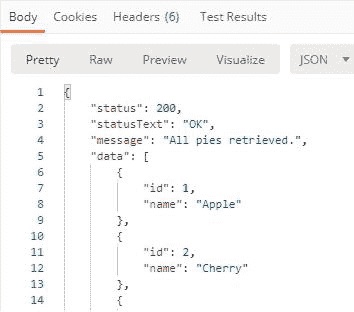 Body Cookies Headers (6) Test Results
Pretty Raw Preview Visualize JSON
1 {
2 "status": 200,
3 "statusText": "OK",
4 "message": "All pies retrieved.",
5 "data": [
6 {
7 "id": 1,
8 "name": "Apple"
9 },
10 {
11 "id": 2,
12 "name": "Cherry"
13 },
14 {